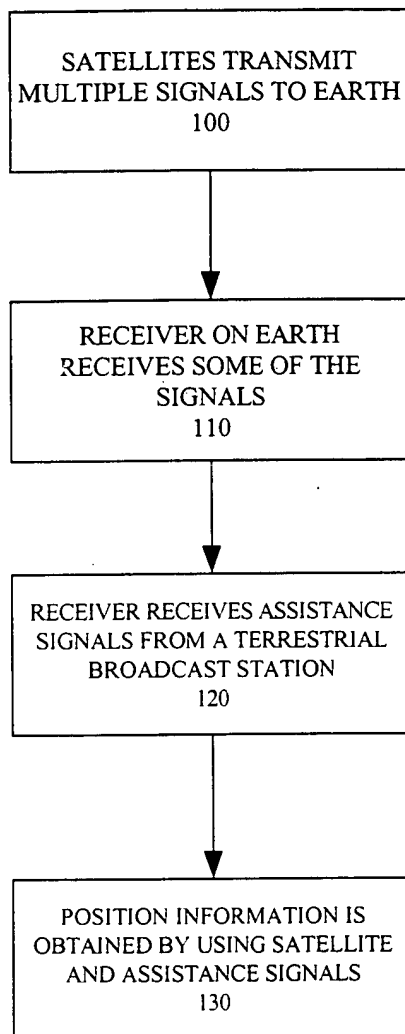 SATELLITES TRANSMIT
MULTIPLE SIGNALS TO EARTH
100
RECEIVER ON EARTH
RECEIVES SOME OF THE
SIGNALS
110
RECEIVER RECEIVES ASSISTANCE
SIGNALS FROM A TERRESTRIAL
BROADCAST STATION
120
POSITION INFORMATION IS
OBTAINED BY USING SATELLITE
AND ASSISTANCE SIGNALS
130